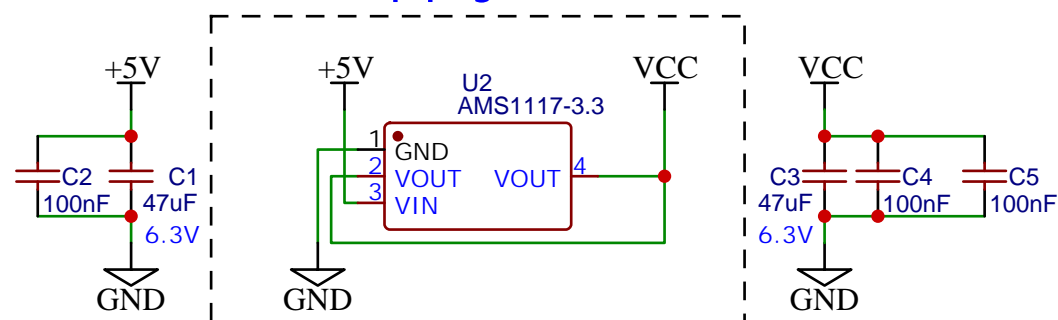 +5V
C2
100nF
C1
47uF
6.3V
GND
+5V
VCC
U2
AMS1117-3.3
1
GND
2
VOUT
VOUT
4
3
VIN
GND
VCC
C3
47uF
6.3V
C4
100nF
C5
100nF
GND